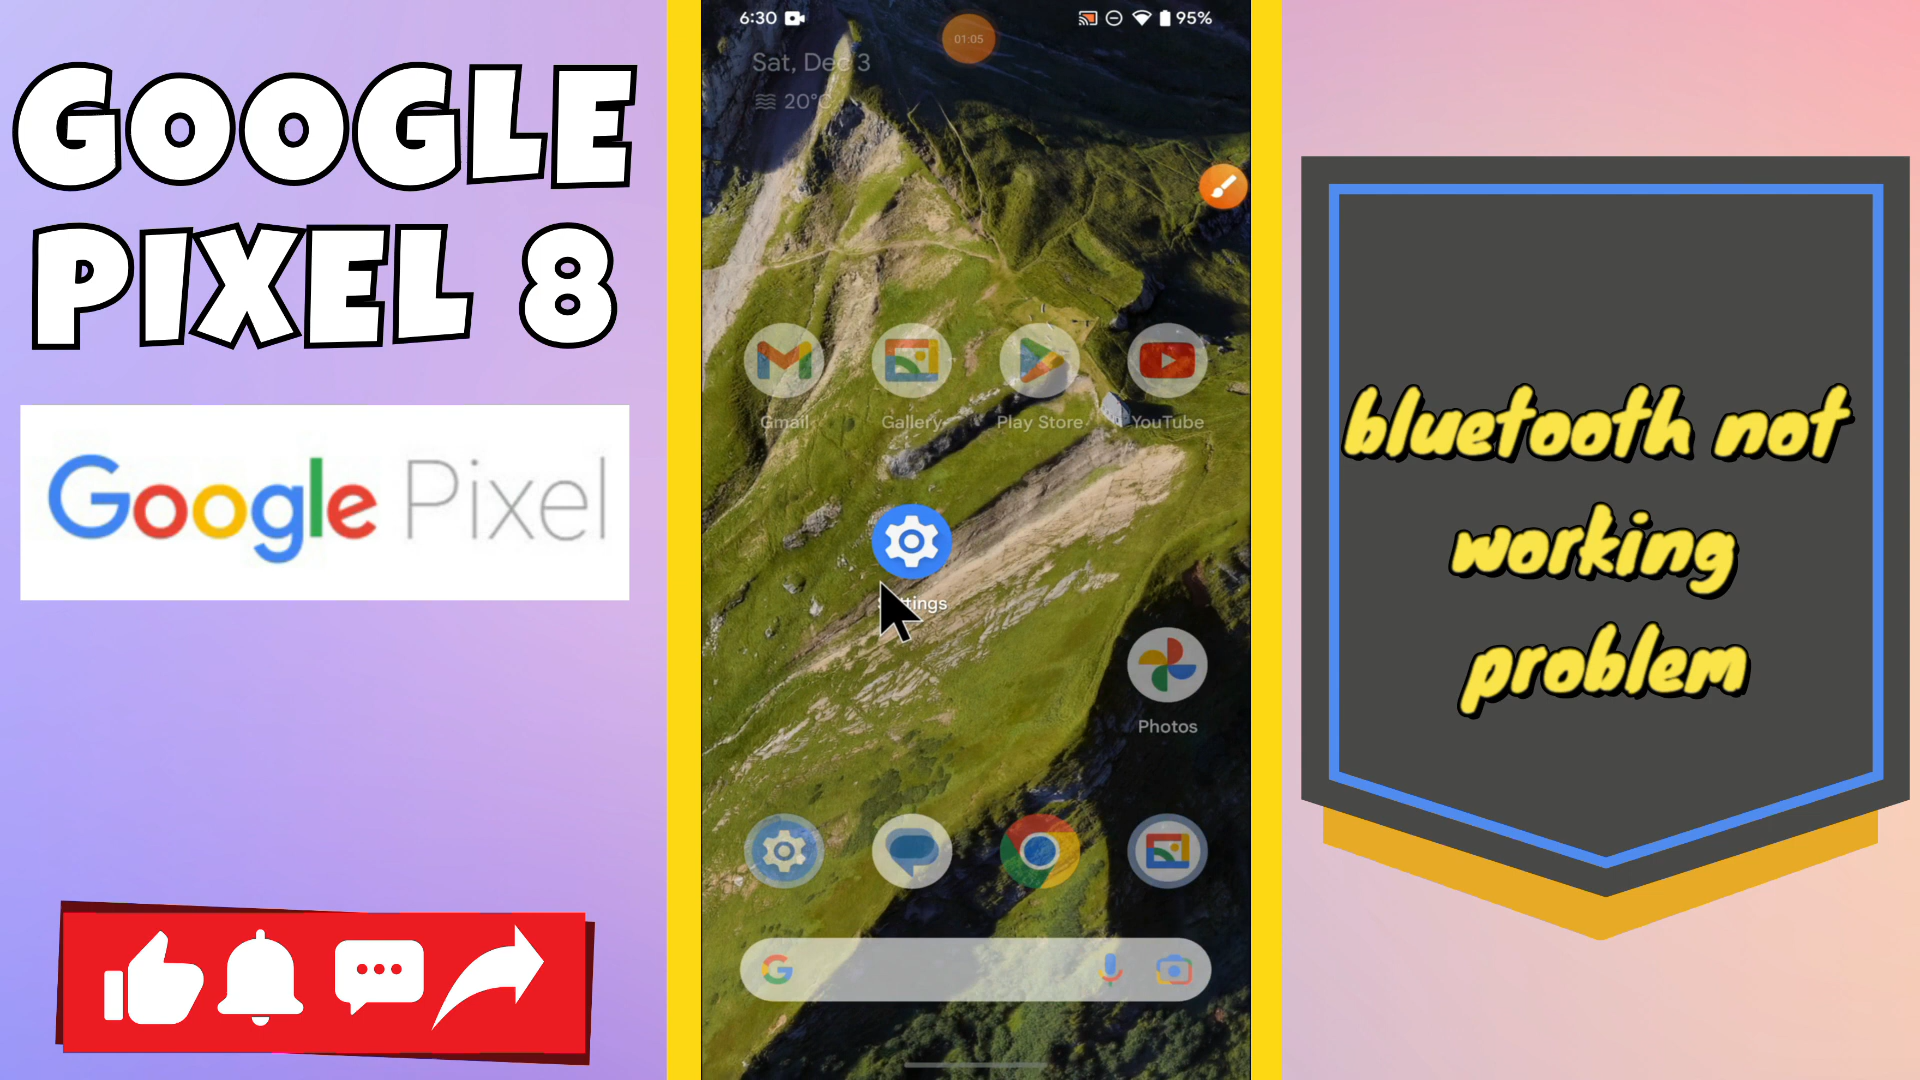 GOOGLE
PIXEL 8
Google Pixel
6:30
95%
01:05
Sat, Dec 3
20°C
Gmail
Gallery
Play Store
YouTube
Photos
bluetooth not
working
problem